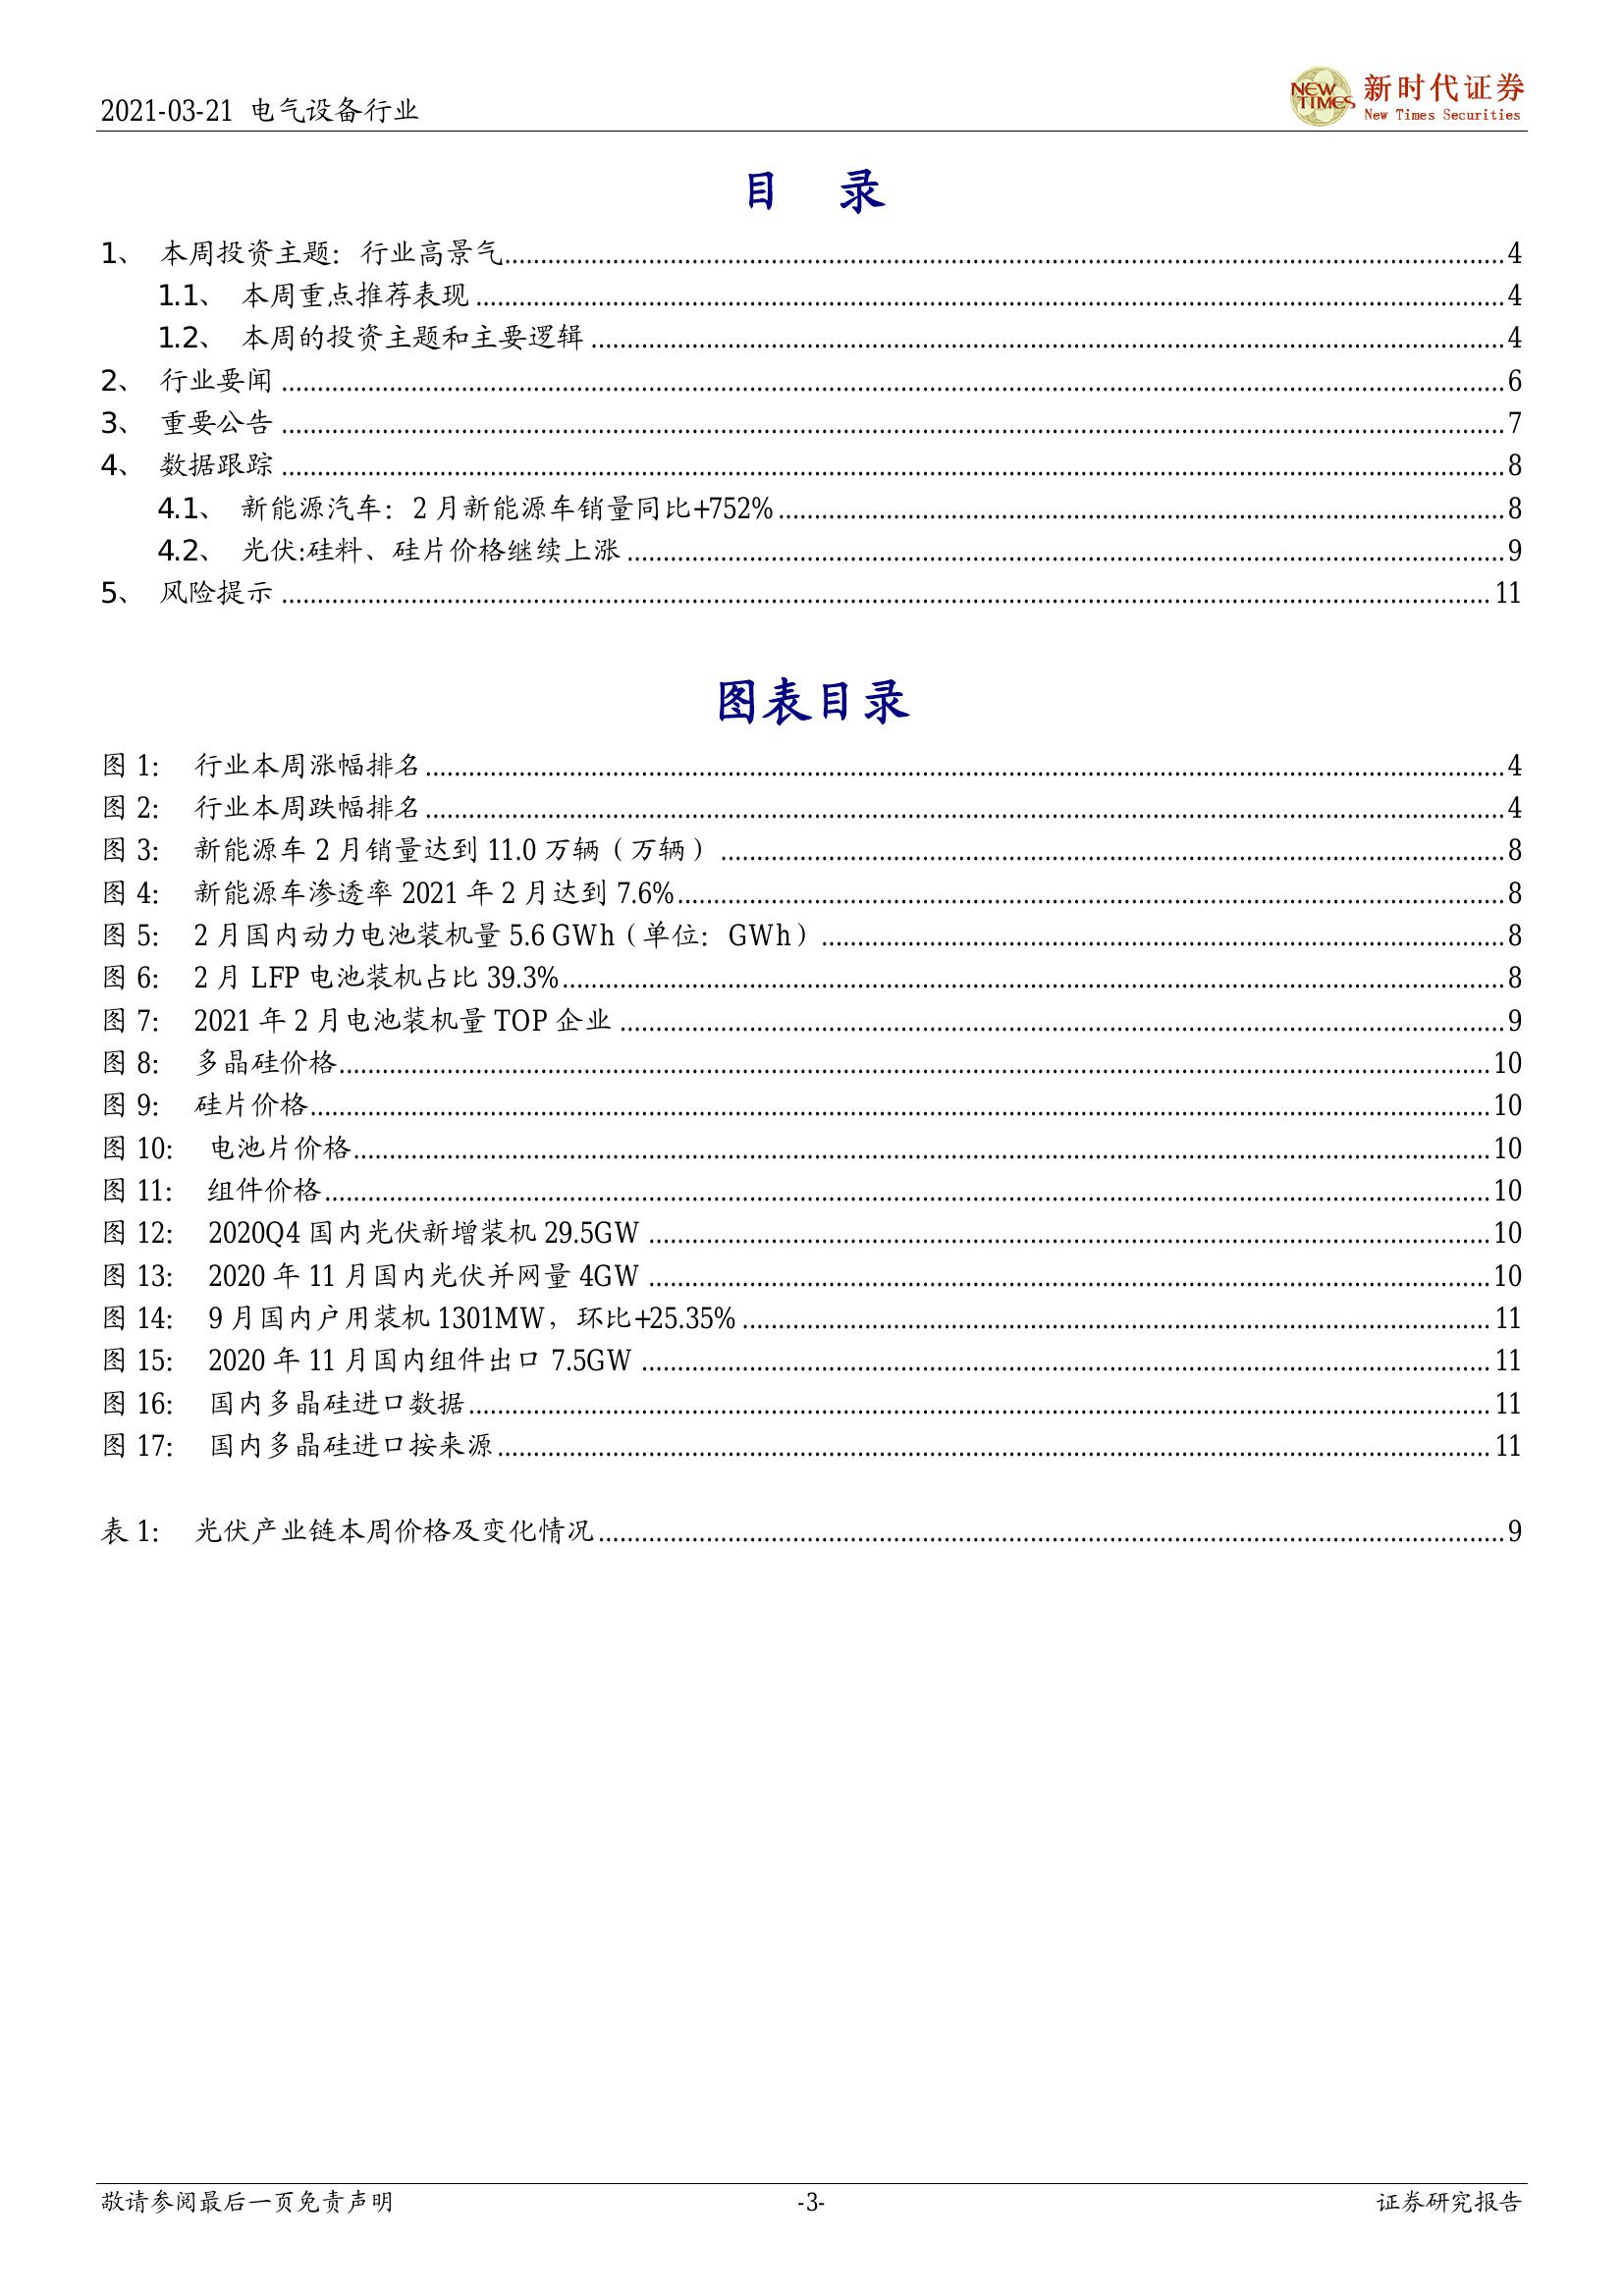 2021-03-21 电气设备行业
NEW TIMES 新时代证券
New Times Securities
目 录
1、 本周投资主题：行业高景气 4
1.1、 本周重点推荐表现 4
1.2、 本周的投资主题和主要逻辑 4
2、 行业要闻 6
3、 重要公告 7
4、 数据跟踪 8
4.1、 新能源汽车：2 月新能源车销量同比+752% 8
4.2、 光伏:硅料、硅片价格继续上涨 9
5、 风险提示 11
图表目录
图 1： 行业本周涨幅排名 4
图 2： 行业本周跌幅排名 4
图 3： 新能源车 2 月销量达到 11.0 万辆（万辆） 8
图 4： 新能源车渗透率 2021 年 2 月达到 7.6% 8
图 5： 2 月国内动力电池装机量 5.6 GWh（单位：GWh） 8
图 6： 2 月 LFP 电池装机占比 39.3% 8
图 7： 2021 年 2 月电池装机量 TOP 企业 9
图 8： 多晶硅价格 10
图 9： 硅片价格 10
图 10： 电池片价格 10
图 11： 组件价格 10
图 12： 2020Q4 国内光伏新增装机 29.5GW 10
图 13： 2020 年 11 月国内光伏并网量 4GW 10
图 14： 9 月国内户用装机 1301MW，环比+25.35% 11
图 15： 2020 年 11 月国内组件出口 7.5GW 11
图 16： 国内多晶硅进口数据 11
图 17： 国内多晶硅进口按来源 11
表 1： 光伏产业链本周价格及变化情况 9
敬请参阅最后一页免责声明 -3- 证券研究报告